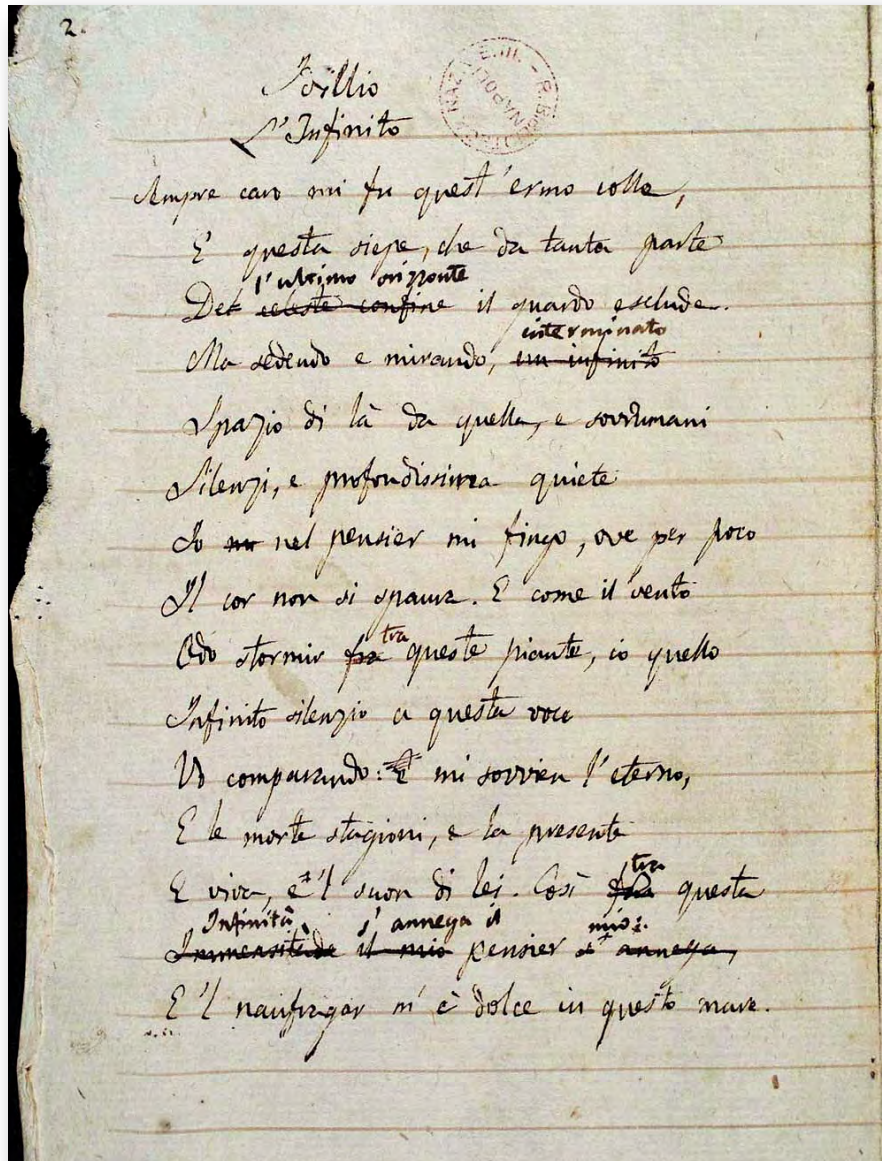 2.
Idillio
L'Infinito
Sempre caro mi fu quest'ermo colle,
E questa siepe, che da tanta parte
l'ultimo orizzonte
Del celeste confine il guardo esclude.
interminato
Ma sedendo e mirando, un infinito
Spazio di là da quella, e sovrumani
Silenzi, e profondissima quiete
Io mi nel pensier mi fingo, ove per poco
Il cor non si spaura. E come il vento
tra
Odo stormir fra queste piante, io quello
Infinito silenzio a questa voce
Vo comparando: E mi sovvien l'eterno,
E le morte stagioni, e la presente
tra
E viva, e 'l suon di lei. Così fra questa
Infinità s'annega il mio:
Immensitade il mio pensier s'annega,
E 'l naufragar m'è dolce in questo mare.